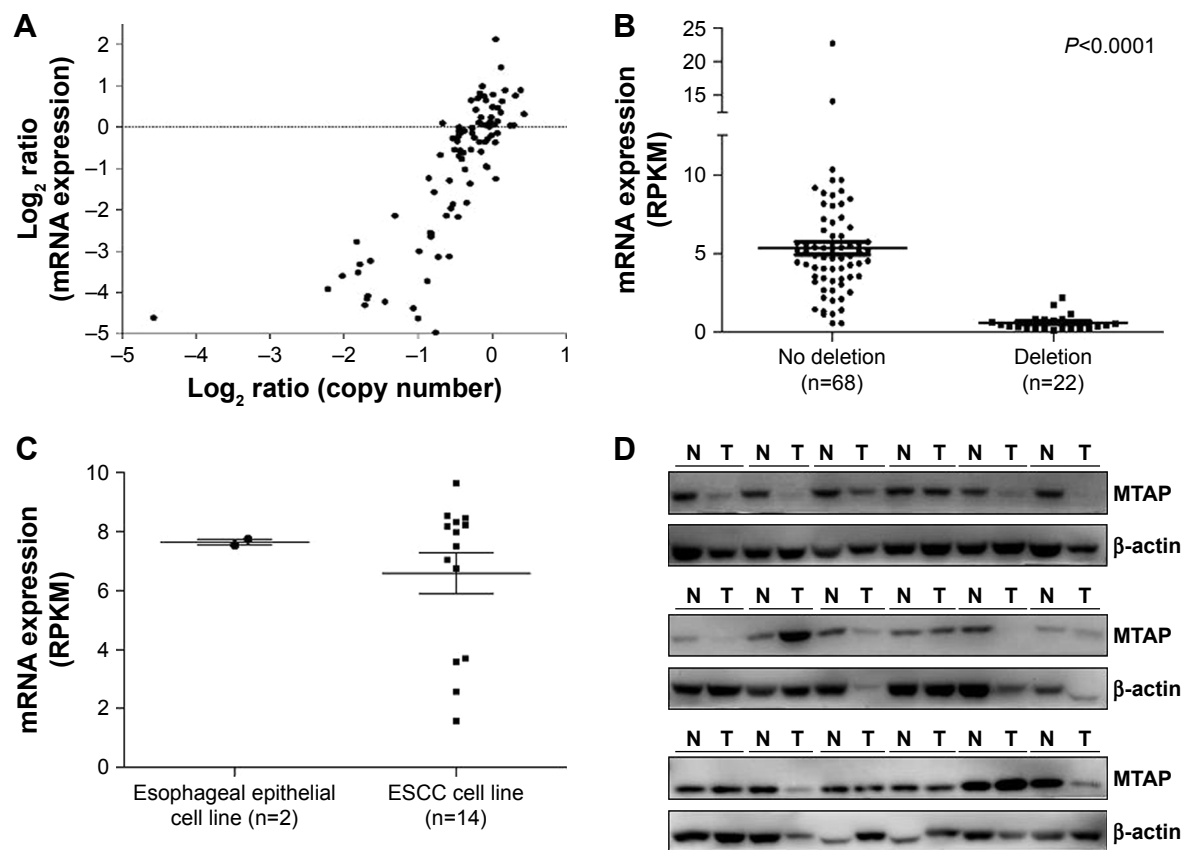 A
Log2 ratio
(mRNA expression)
2
1
0
–1
–2
–3
–4
–5
–5
–4
–3
–2
–1
0
1
Log2 ratio (copy number)
B
P<0.0001
mRNA expression
(RPKM)
25
20
15
10
5
0
No deletion
(n=68)
Deletion
(n=22)
C
mRNA expression
(RPKM)
10
8
6
4
2
0
Esophageal epithelial
cell line (n=2)
ESCC cell line
(n=14)
D
N T N T N T N T N T N T
MTAP
β-actin
N T N T N T N T N T N T
MTAP
β-actin
N T N T N T N T N T N T
MTAP
β-actin